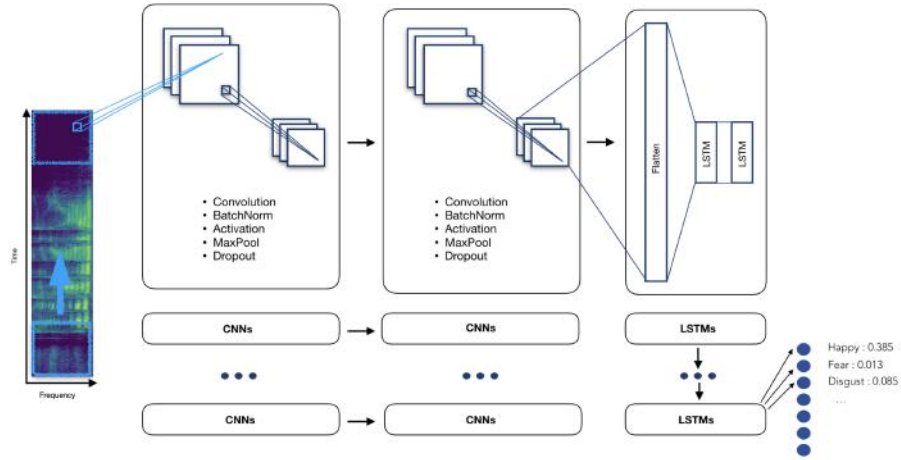 Time
Frequency
• Convolution
• BatchNorm
• Activation
• MaxPool
• Dropout
• Convolution
• BatchNorm
• Activation
• MaxPool
• Dropout
Flatten
LSTM
LSTM
CNNs
CNNs
LSTMs
CNNs
CNNs
LSTMs
Happy : 0.385
Fear : 0.013
Disgust : 0.085
...